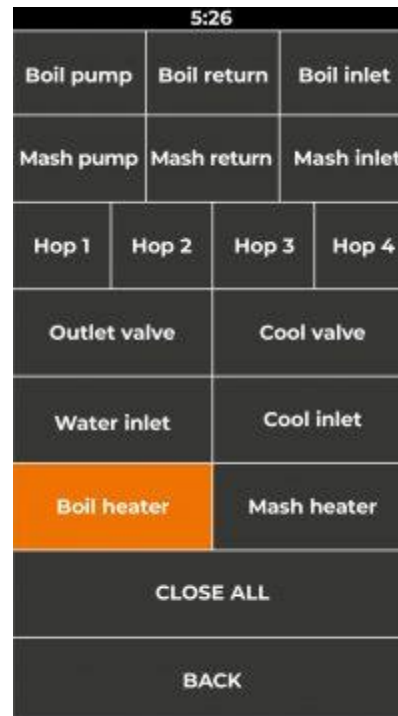 5:26
Boil pump Boil return Boil inlet
Mash pump Mash return Mash inlet
Hop 1 Hop 2 Hop 3 Hop 4
Outlet valve Cool valve
Water inlet Cool inlet
Boil heater Mash heater
CLOSE ALL
BACK